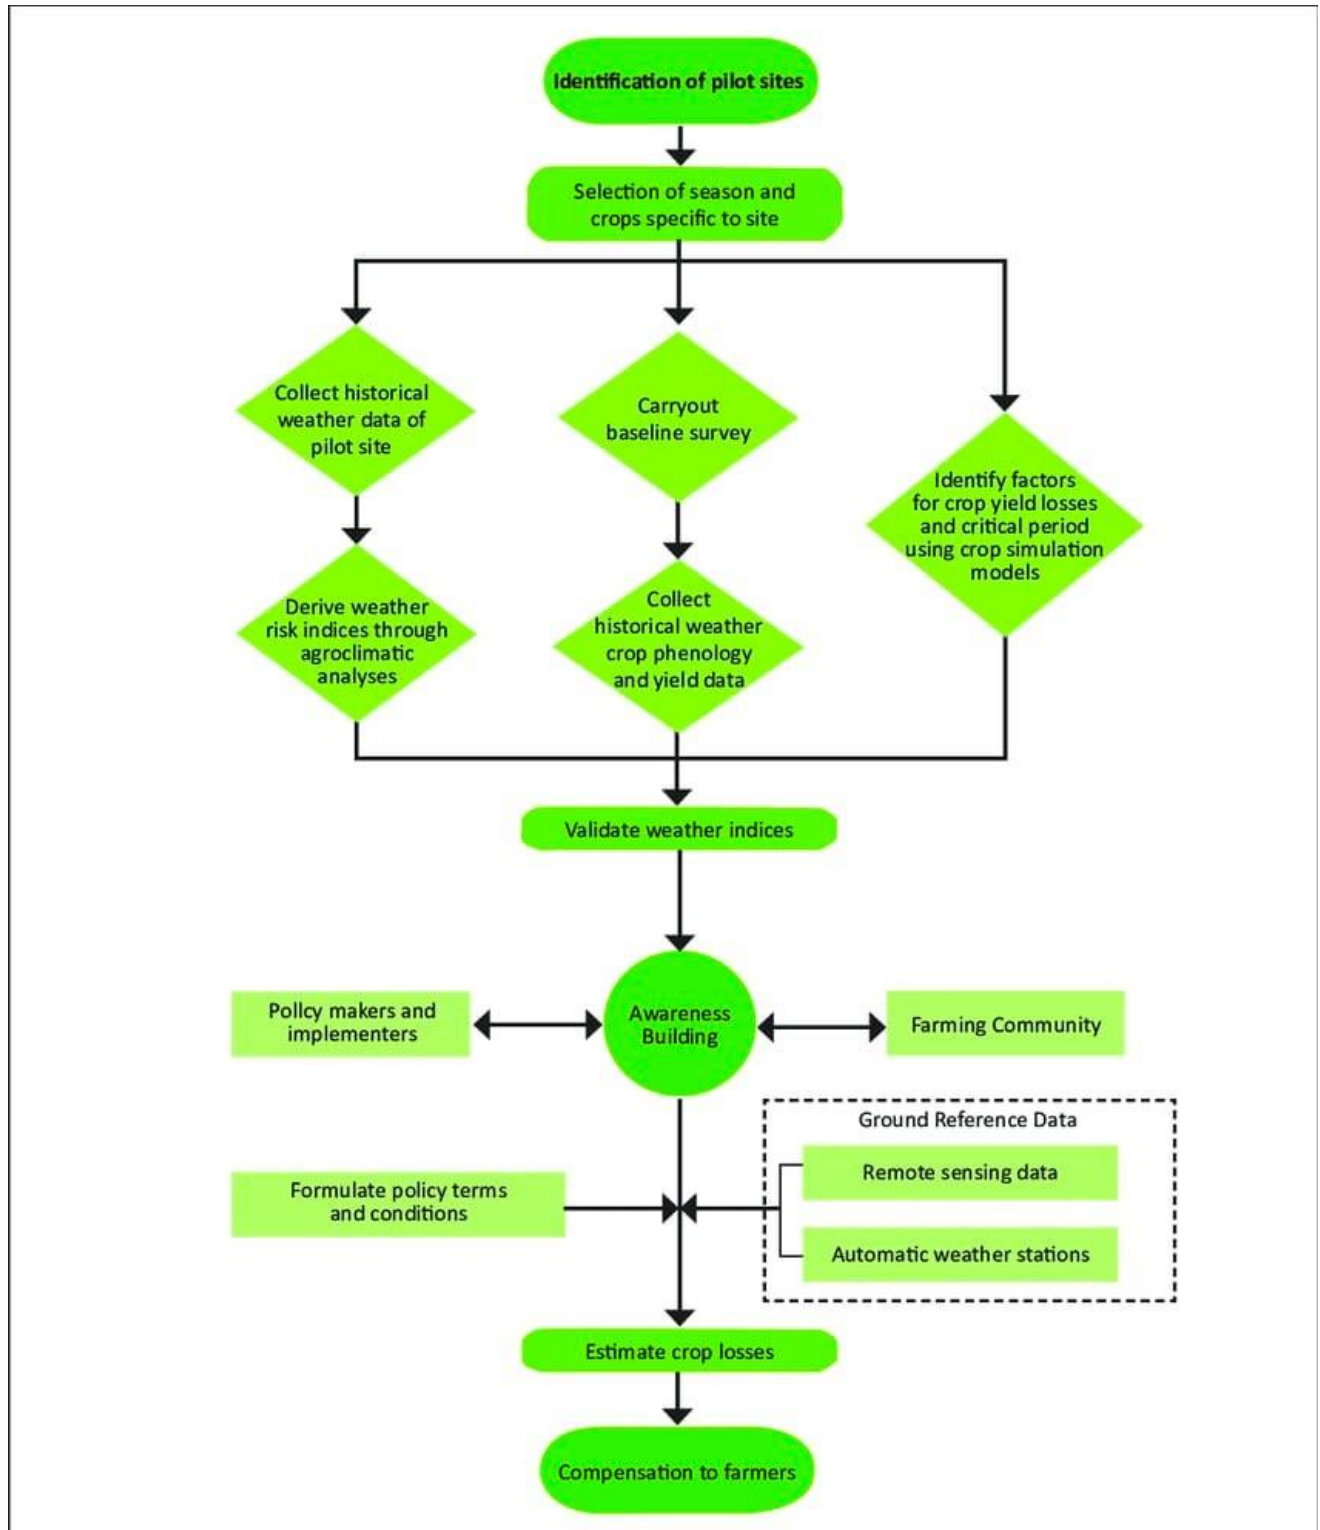 Identification of pilot sites
Selection of season and
crops specific to site
Collect historical
weather data of
pilot site
Carryout
baseline survey
Identify factors
for crop yield losses
and critical period
using crop simulation
models
Derive weather
risk indices through
agroclimatic
analyses
Collect
historical weather
crop phenology
and yield data
Validate weather indices
Policy makers and
implementers
Awareness
Building
Farming Community
Ground Reference Data
Remote sensing data
Formulate policy terms
and conditions
Automatic weather stations
Estimate crop losses
Compensation to farmers